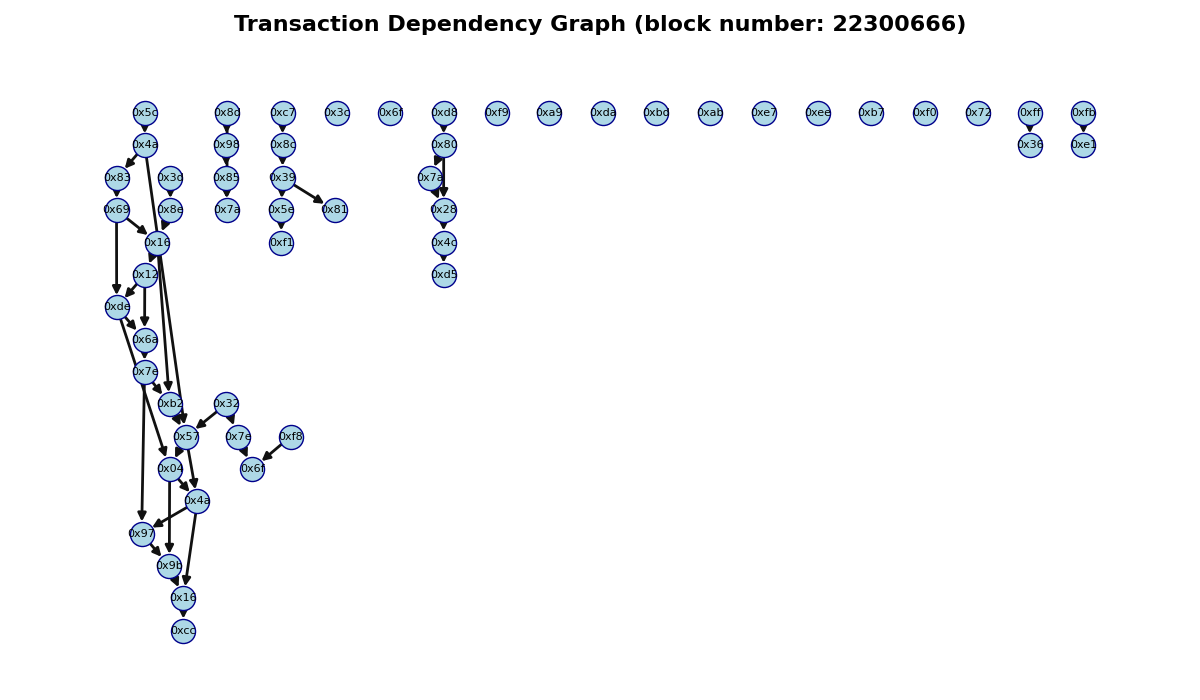 Transaction Dependency Graph (block number: 22300666)
0x5c 0x8d 0xc7 0x3c 0x6f 0xd8 0xf9 0xa9 0xda 0xbd 0xab 0xe7 0xee 0xb7 0xf0 0x72 0xff 0xfb
0x4a 0x98 0x8c 0x80 0x36 0xe1
0x83 0x3d 0x85 0x39 0x7a
0x69 0x8e 0x7a 0x5e 0x81 0x28
0x16 0xf1 0x4c
0x12 0xd5
0xde
0x6a
0x7e
0xb2 0x32
0x57 0x7e 0xf8
0x04 0x6f
0x4a
0x97
0x9b
0x16
0xcc